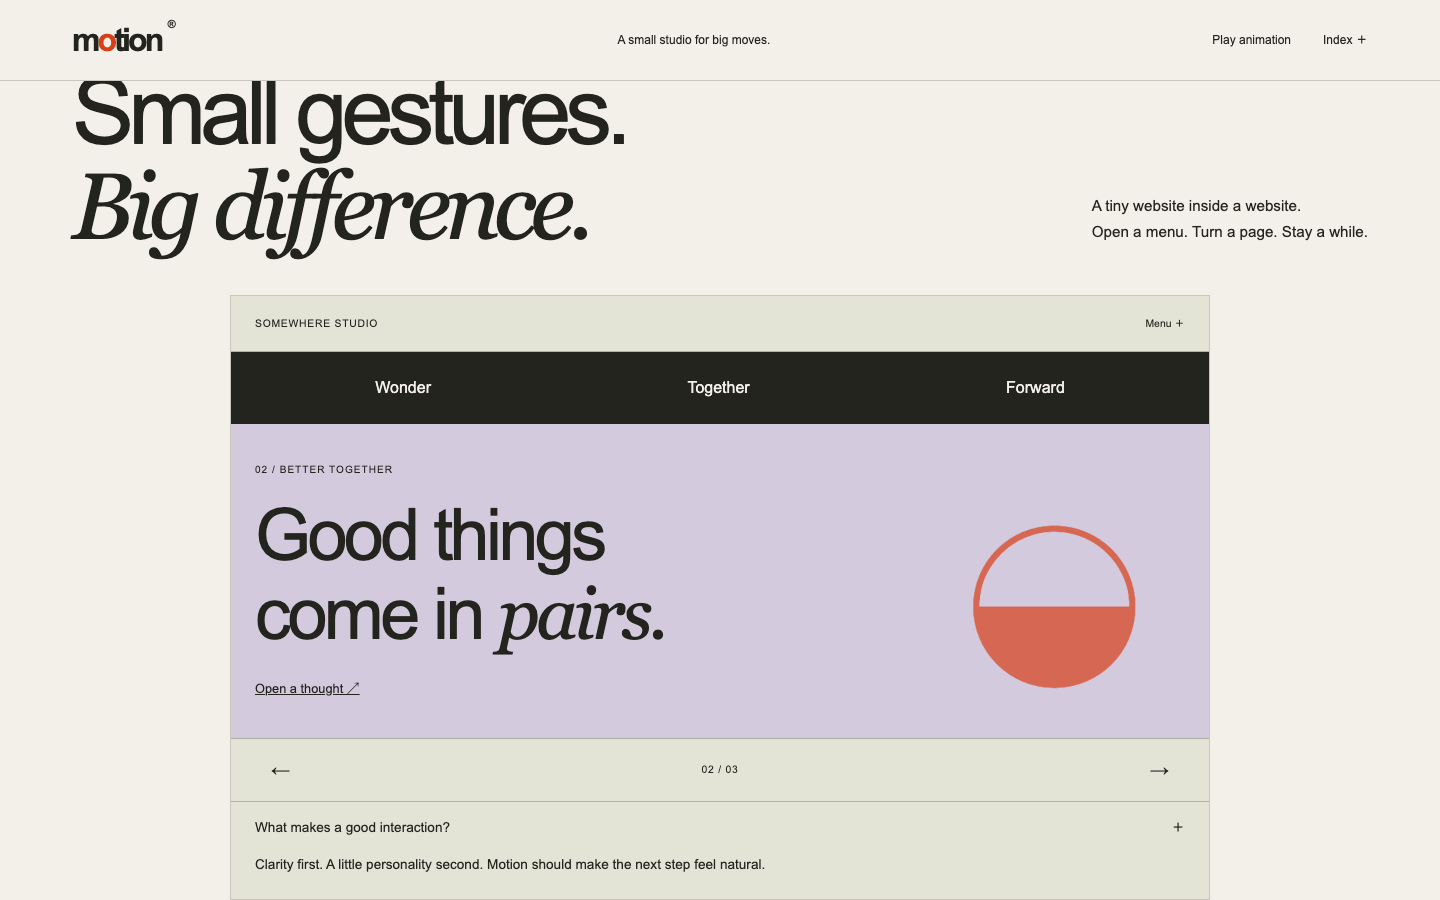 motion®
A small studio for big moves.
Play animation
Index +
Small gestures.
Big difference.
A tiny website inside a website.
Open a menu. Turn a page. Stay a while.
SOMEWHERE STUDIO
Menu +
Wonder
Together
Forward
02 / BETTER TOGETHER
Good things
come in pairs.
Open a thought ↗
←
02 / 03
→
What makes a good interaction?
+
Clarity first. A little personality second. Motion should make the next step feel natural.